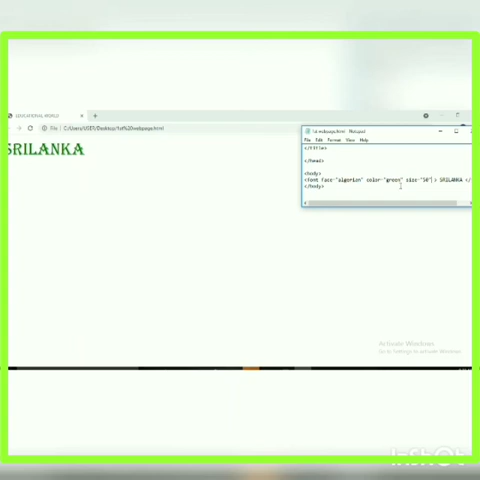 EDUCATIONAL WORLD
File | C:/Users/USER/Desktop/1st%20webpage.html
SRILANKA
1st webpage.html - Notepad
File Edit Format View Help
</title>
</head>
<body>
<font face="algerian" color="green" size="50"> SRILANKA </
</body>
Activate Windows
Go to Settings to activate Windows.
InShOt